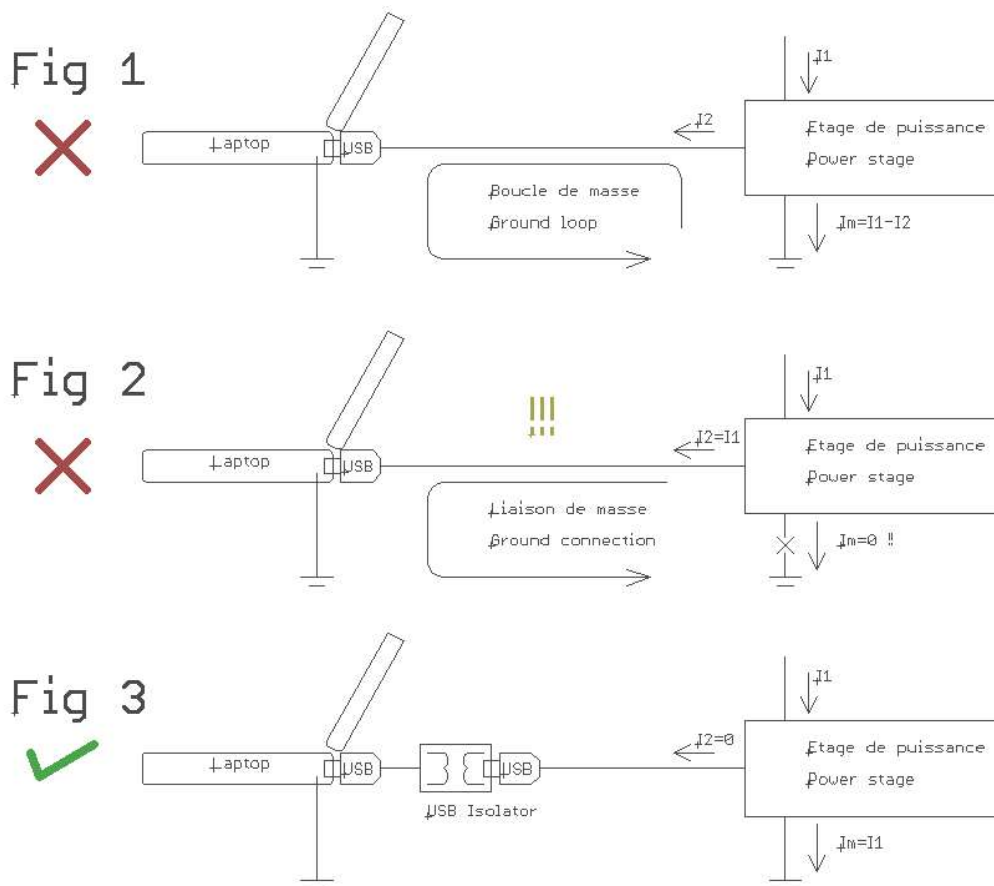 Fig 1
I1
I2
Laptop
USB
Etage de puissance
Power stage
Boucle de masse
Ground loop
Im=I1-I2
Fig 2
!!!
I1
I2=I1
Laptop
USB
Etage de puissance
Power stage
Liaison de masse
Ground connection
Im=0 !!
Fig 3
I1
I2=0
Laptop
USB
USB
Etage de puissance
Power stage
USB Isolator
Im=I1